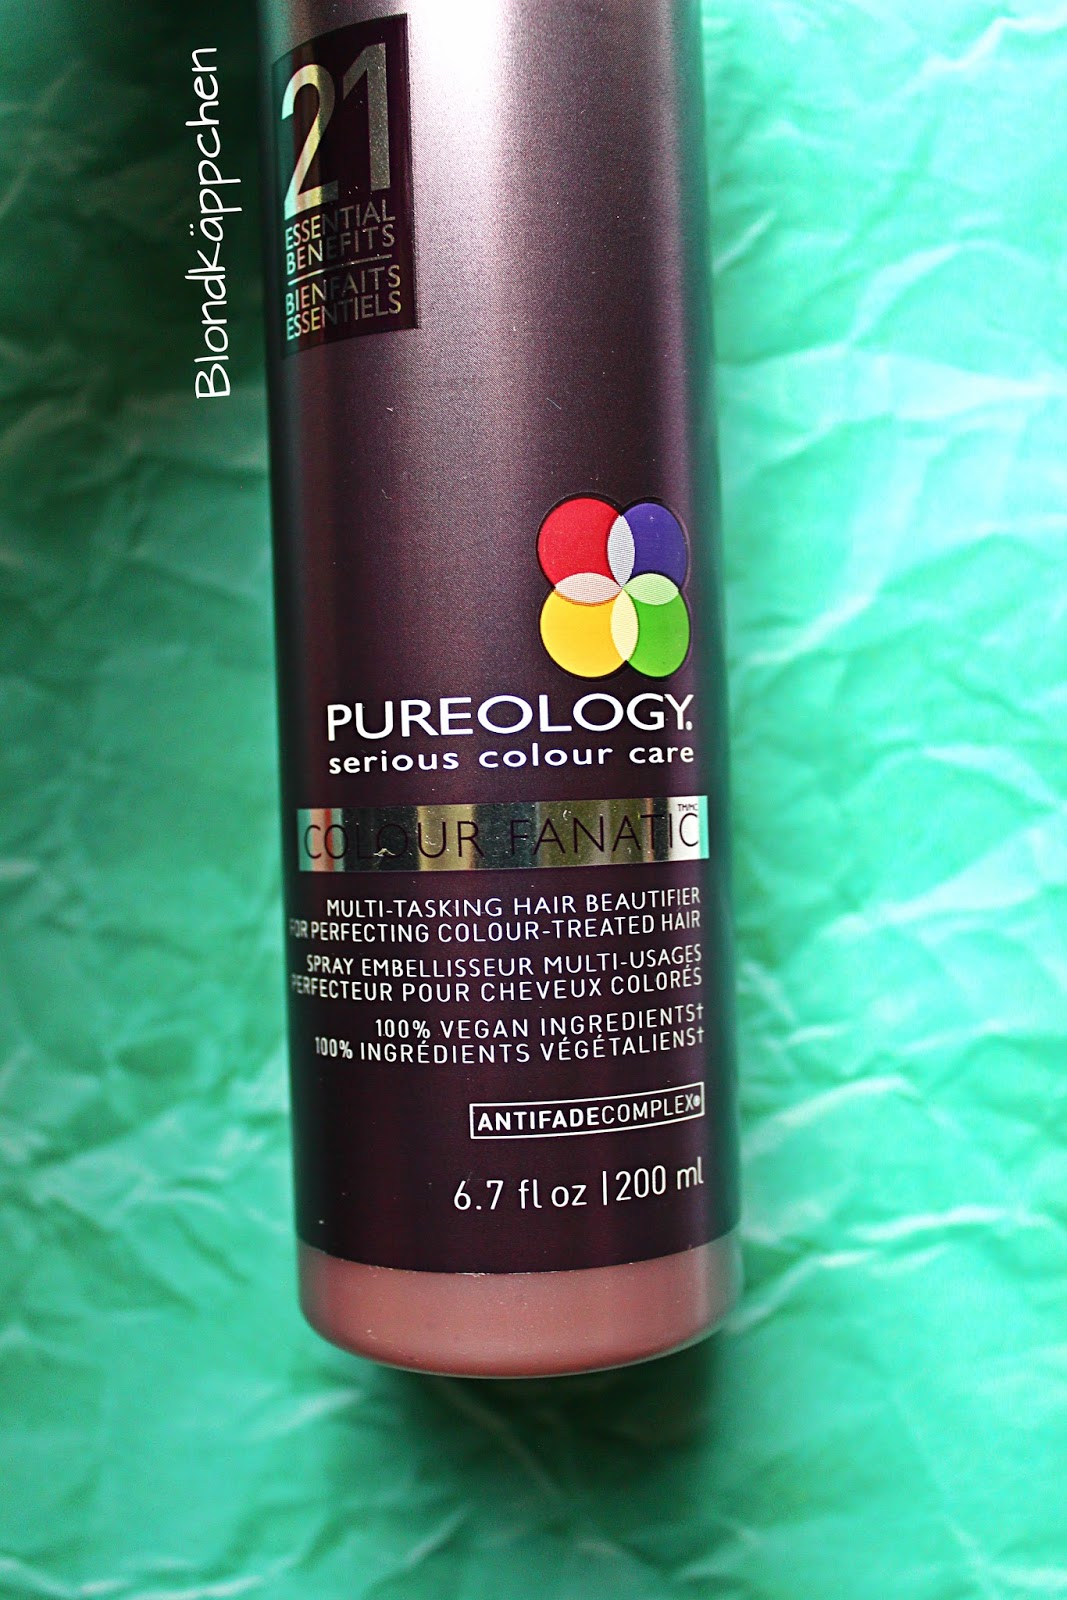 Blondkäppchen
21
ESSENTIAL
BENEFITS
BIENFAITS
ESSENTIELS
PUREOLOGY.
serious colour care
COLOUR FANATIC TM/MC
MULTI-TASKING HAIR BEAUTIFIER
FOR PERFECTING COLOUR-TREATED HAIR
SPRAY EMBELLISSEUR MULTI-USAGES
PERFECTEUR POUR CHEVEUX COLORÉS
100% VEGAN INGREDIENTS†
100% INGRÉDIENTS VÉGÉTALIENS†
ANTIFADECOMPLEX®
6.7 fl oz | 200 ml